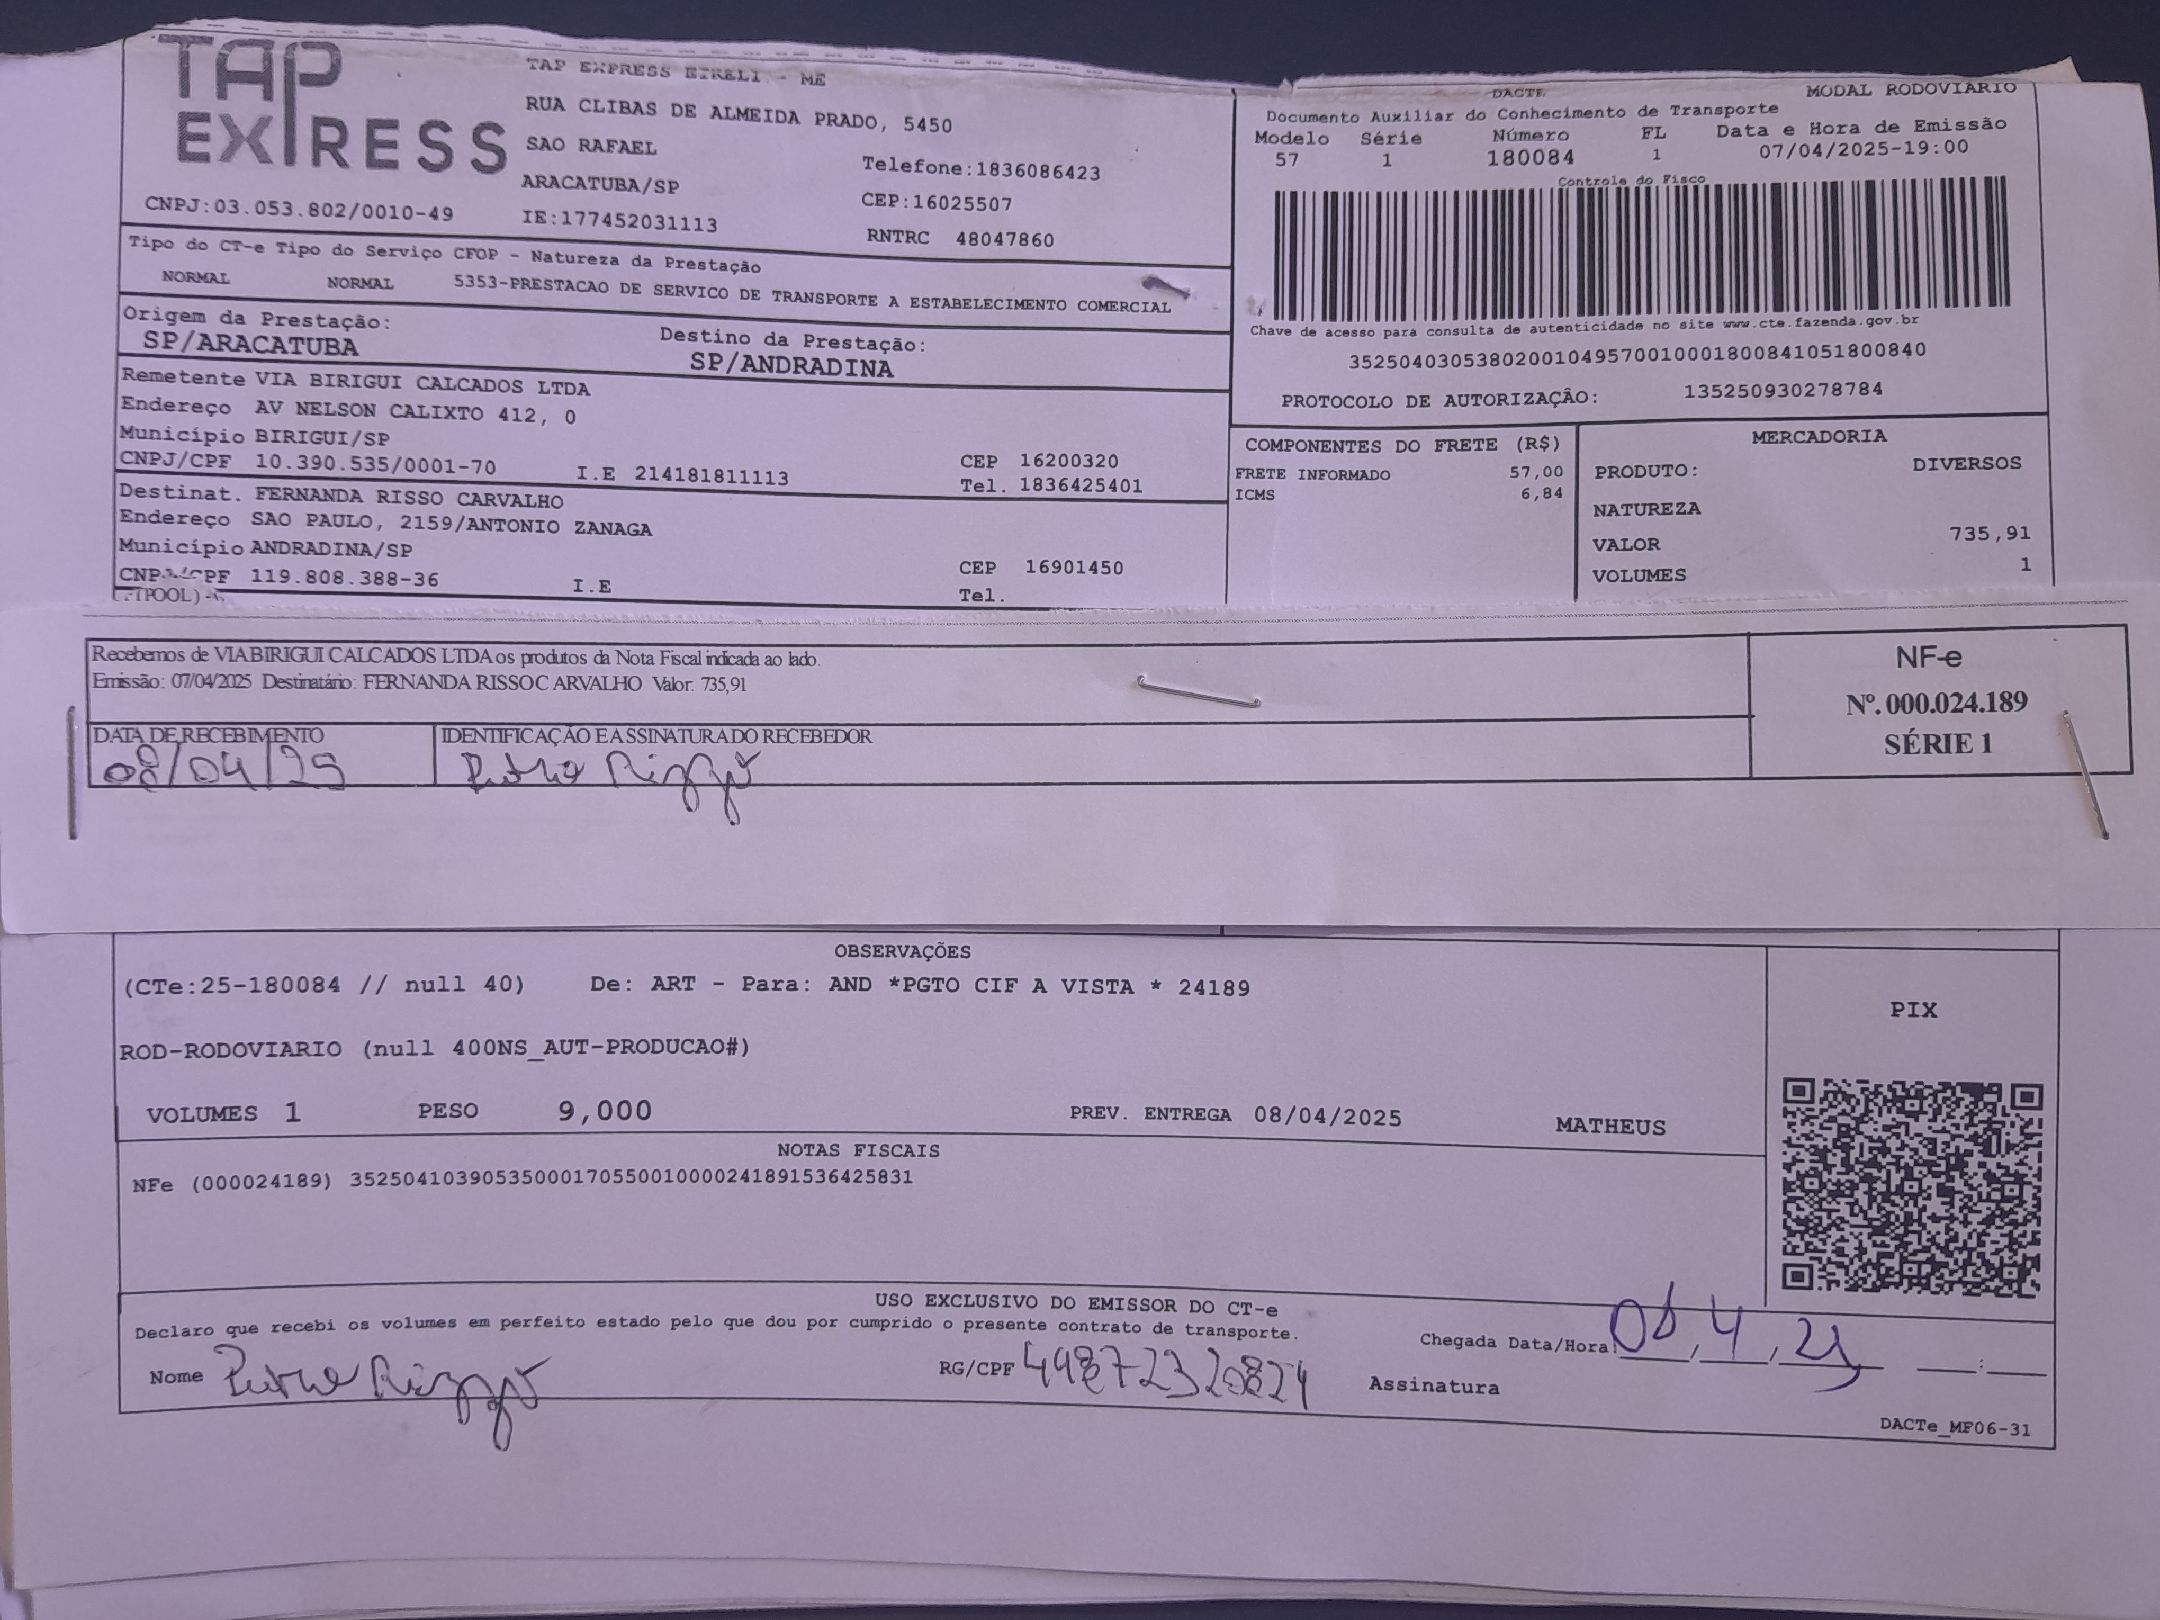 TAP EXPRESS
TAP EXPRESS EIRELI - ME
RUA CLIBAS DE ALMEIDA PRADO, 5450
SAO RAFAEL
Telefone:1836086423
ARACATUBA/SP
CEP:16025507
CNPJ:03.053.802/0010-49
IE:177452031113
RNTRC 48047860
DACTE
MODAL RODOVIARIO
Documento Auxiliar do Conhecimento de Transporte
Modelo Série Número FL Data e Hora de Emissão
57 1 180084 1 07/04/2025-19:00
Controle do Fisco
Chave de acesso para consulta de autenticidade no site www.cte.fazenda.gov.br
35250403053802001049570010001800841051800840
PROTOCOLO DE AUTORIZAÇÃO: 135250930278784
Tipo do CT-e Tipo do Serviço CFOP - Natureza da Prestação
NORMAL NORMAL 5353-PRESTACAO DE SERVICO DE TRANSPORTE A ESTABELECIMENTO COMERCIAL
Origem da Prestação: Destino da Prestação:
SP/ARACATUBA SP/ANDRADINA
Remetente VIA BIRIGUI CALCADOS LTDA
Endereço AV NELSON CALIXTO 412, 0
Município BIRIGUI/SP
CEP 16200320
CNPJ/CPF 10.390.535/0001-70 I.E 214181811113
Tel. 1836425401
Destinat. FERNANDA RISSO CARVALHO
Endereço SAO PAULO, 2159/ANTONIO ZANAGA
Município ANDRADINA/SP
CEP 16901450
CNPJ/CPF 119.808.388-36 I.E
Tel.
COMPONENTES DO FRETE (R$)
FRETE INFORMADO 57,00
ICMS 6,84
MERCADORIA
PRODUTO: DIVERSOS
NATUREZA
VALOR 735,91
VOLUMES 1
Recebemos de VIA BIRIGUI CALCADOS LTDA os produtos da Nota Fiscal indicada ao lado.
Emissão: 07/04/2025 Destinatário: FERNANDA RISSO CARVALHO Valor: 735,91
NF-e
Nº. 000.024.189
SÉRIE 1
DATA DE RECEBIMENTO
IDENTIFICAÇÃO E ASSINATURA DO RECEBEDOR
08/04/25
OBSERVAÇÕES
(CTe:25-180084 // null 40) De: ART - Para: AND *PGTO CIF A VISTA * 24189
ROD-RODOVIARIO (null 400NS_AUT-PRODUCAO#)
VOLUMES 1 PESO 9,000 PREV. ENTREGA 08/04/2025 MATHEUS
PIX
NOTAS FISCAIS
NFe (000024189) 35250410390535000170550010000241891536425831
USO EXCLUSIVO DO EMISSOR DO CT-e
Declaro que recebi os volumes em perfeito estado pelo que dou por cumprido o presente contrato de transporte.
Chegada Data/Hora:
Nome
RG/CPF
Assinatura
DACTe_MF06-31